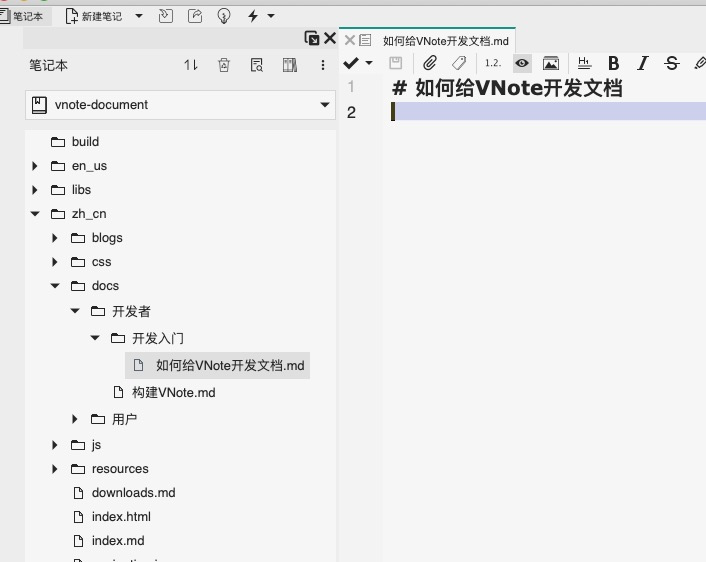 笔记本
新建笔记
如何给VNote开发文档.md
笔记本
1.2.
H₁
B
I
S
vnote-document
1
# 如何给VNote开发文档
2
build
en_us
libs
zh_cn
blogs
css
docs
开发者
开发入门
如何给VNote开发文档.md
构建VNote.md
用户
js
resources
downloads.md
index.html
index.md